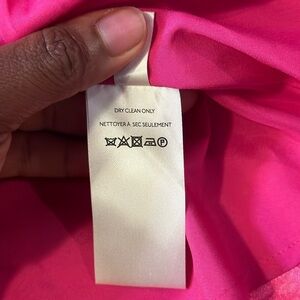 DRY CLEAN ONLY
NETTOYER À SEC SEULEMENT
Ⓟ